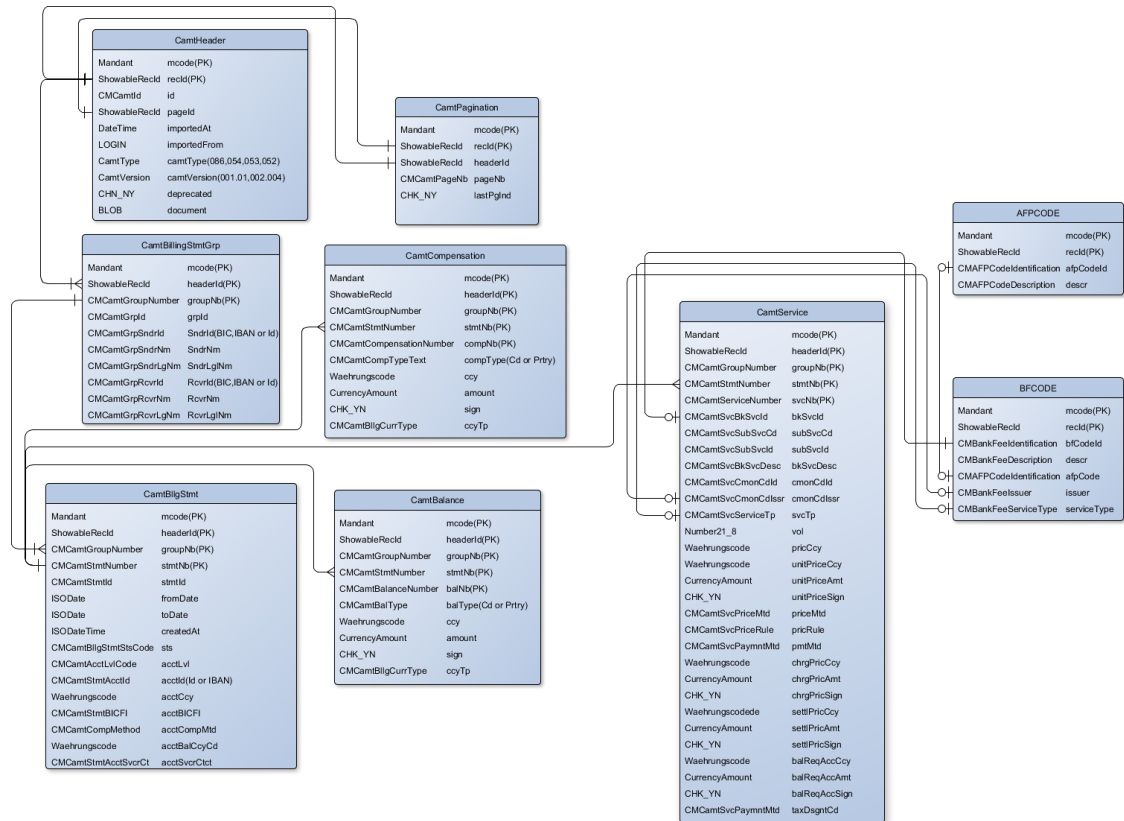 CamtHeader
Mandant mcode(PK)
ShowableRecId recId(PK)
CMCamtId id
ShowableRecId pageId
DateTime importedAt
LOGIN importedFrom
CamtType camtType(086,054,053,052)
CamtVersion camtVersion(001.01,002.004)
CHN_NY deprecated
BLOB document
CamtPagination
Mandant mcode(PK)
ShowableRecId recId(PK)
ShowableRecId headerId
CMCamtPageNb pageNb
CHK_NY lastPgInd
CamtBillingStmtGrp
Mandant mcode(PK)
ShowableRecId headerId(PK)
CMCamtGroupNumber groupNb(PK)
CMCamtGrpId grpId
CMCamtGrpSndrId SndrId(BIC,IBAN or Id)
CMCamtGrpSndrNm SndrNm
CMCamtGrpSndrLgNm SndrLglNm
CMCamtGrpRcvrId RcvrId(BIC,IBAN or Id)
CMCamtGrpRcvrNm RcvrNm
CMCamtGrpRcvrLgNm RcvrLglNm
CamtCompensation
Mandant mcode(PK)
ShowableRecId headerId(PK)
CMCamtGroupNumber groupNb(PK)
CMCamtStmtNumber stmtNb(PK)
CMCamtCompensationNumber compNb(PK)
CMCamtCompTypeText compType(Cd or Prtry)
Waehrungscode ccy
CurrencyAmount amount
CHK_YN sign
CMCamtBllgCurrType ccyTp
CamtBllgStmt
Mandant mcode(PK)
ShowableRecId headerId(PK)
CMCamtGroupNumber groupNb(PK)
CMCamtStmtNumber stmtNb(PK)
CMCamtStmtId stmtId
ISODate fromDate
ISODate toDate
ISODateTime createdAt
CMCamtBllgStmtStsCode sts
CMCamtAcctLvlCode acctLvl
CMCamtStmtAcctId acctId(Id or IBAN)
Waehrungscode acctCcy
CMCamtStmtBICFI acctBICFI
CMCamtCompMethod acctCompMtd
Waehrungscode acctBalCcyCd
CMCamtStmtAcctSvcrCt acctSvcrCtct
CamtBalance
Mandant mcode(PK)
ShowableRecId headerId(PK)
CMCamtGroupNumber groupNb(PK)
CMCamtStmtNumber stmtNb(PK)
CMCamtBalanceNumber balNb(PK)
CMCamtBalType balType(Cd or Prtry)
Waehrungscode ccy
CurrencyAmount amount
CHK_YN sign
CMCamtBllgCurrType ccyTp
CamtService
Mandant mcode(PK)
ShowableRecId headerId(PK)
CMCamtGroupNumber groupNb(PK)
CMCamtStmtNumber stmtNb(PK)
CMCamtServiceNumber svcNb(PK)
CMCamtSvcBkSvcId bkSvcId
CMCamtSvcSubSvcCd subSvcCd
CMCamtSvcSubSvcId subSvcId
CMCamtSvcBkSvcDesc bkSvcDesc
CMCamtSvcCmonCdId cmonCdId
CMCamtSvcCmonCdIssr cmonCdIssr
CMCamtSvcServiceTp svcTp
Number21_8 vol
Waehrungscode pricCcy
Waehrungscode unitPriceCcy
CurrencyAmount unitPriceAmt
CHK_YN unitPriceSign
CMCamtSvcPriceMtd priceMtd
CMCamtSvcPriceRule pricRule
CMCamtSvcPaymntMtd pmtMtd
Waehrungscode chrgPricCcy
CurrencyAmount chrgPricAmt
CHK_YN chrgPricSign
Waehrungscodede settlPricCcy
CurrencyAmount settlPricAmt
CHK_YN settlPricSign
Waehrungscode balReqAccCcy
CurrencyAmount balReqAccAmt
CHK_YN balReqAccSign
CMCamtSvcPaymntMtd taxDsgntCd
AFPCODE
Mandant mcode(PK)
ShowableRecId recId(PK)
CMAFPCodeIdentification afpCodeId
CMAFPCodeDescription descr
BFCODE
Mandant mcode(PK)
ShowableRecId recId(PK)
CMBankFeeIdentification bfCodeId
CMBankFeeDescription descr
CMAFPCodeIdentification afpCode
CMBankFeeIssuer issuer
CMBankFeeServiceType serviceType